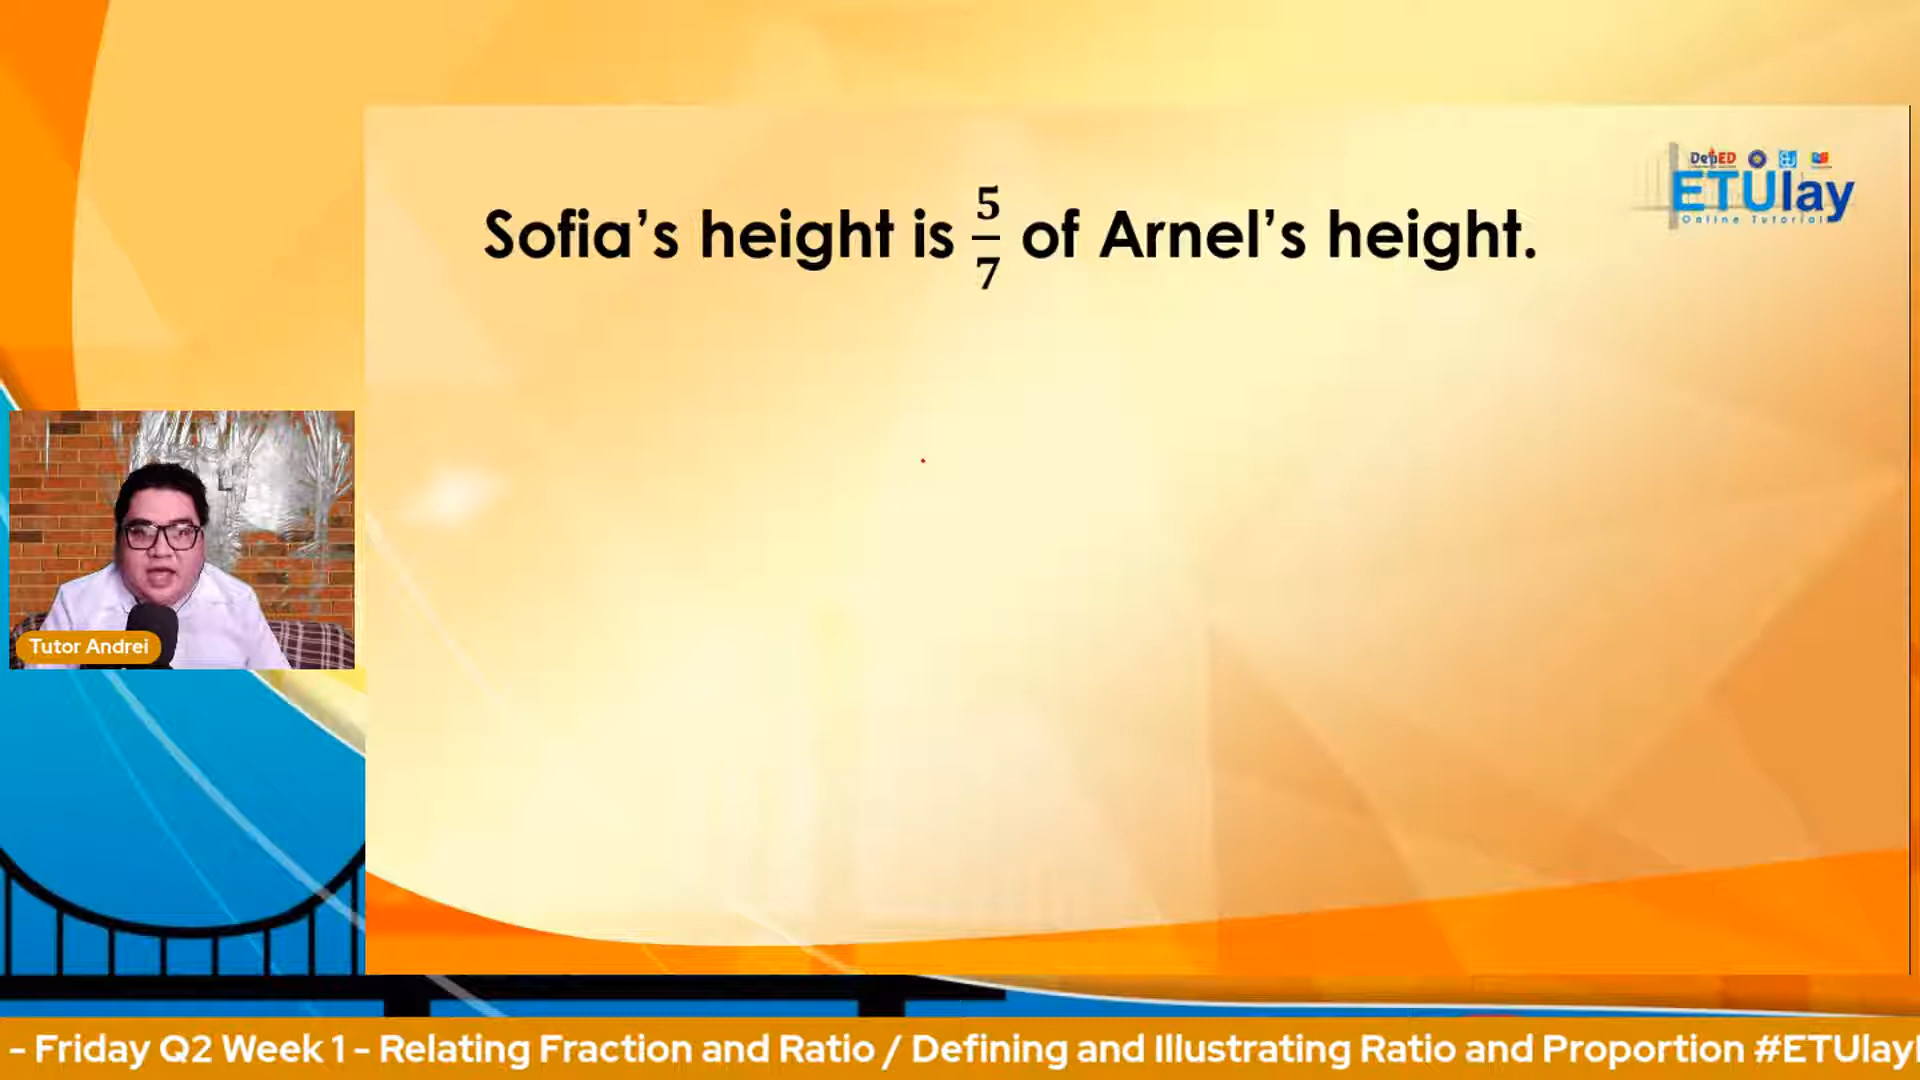 DepED
ETUlay
Online Tutorial
Sofia’s height is 5/7 of Arnel’s height.
Tutor Andrei
- Friday Q2 Week 1 - Relating Fraction and Ratio / Defining and Illustrating Ratio and Proportion #ETUlay